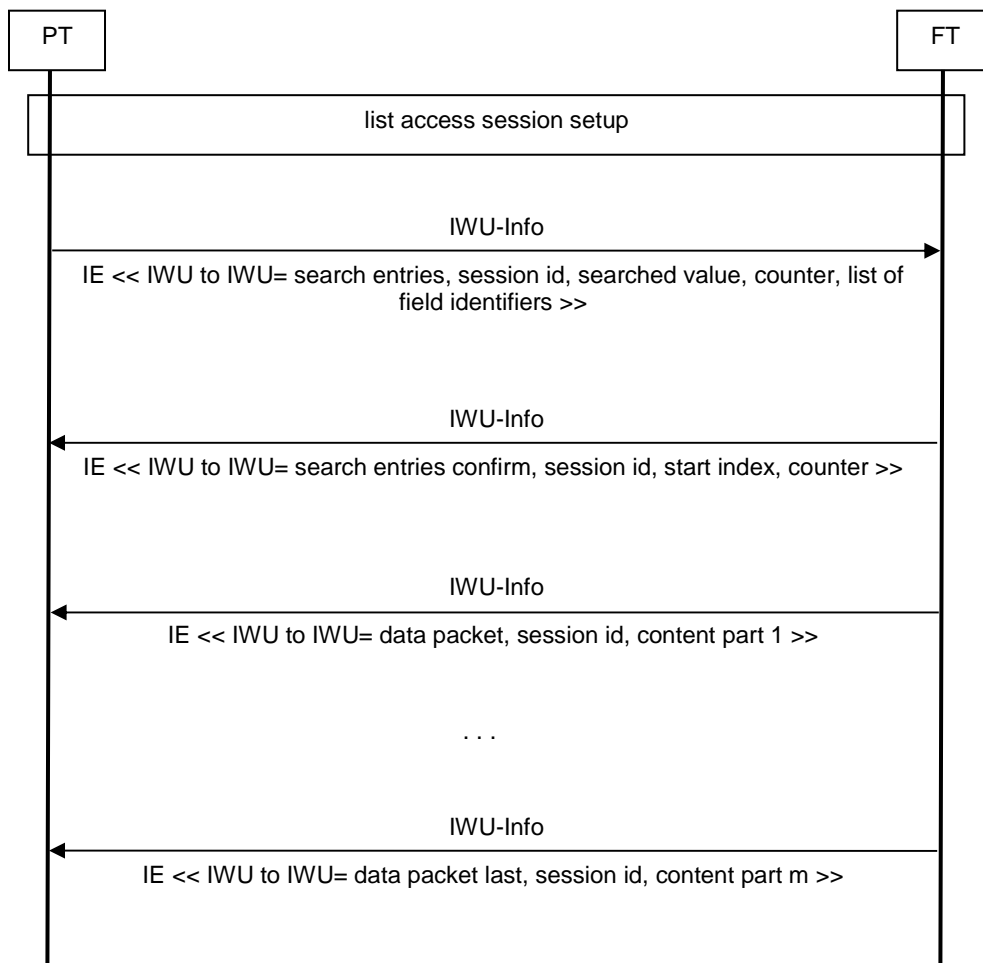 PT
FT
list access session setup
IWU-Info
IE << IWU to IWU= search entries, session id, searched value, counter, list of
field identifiers >>
IWU-Info
IE << IWU to IWU= search entries confirm, session id, start index, counter >>
IWU-Info
IE << IWU to IWU= data packet, session id, content part 1 >>
. . .
IWU-Info
IE << IWU to IWU= data packet last, session id, content part m >>